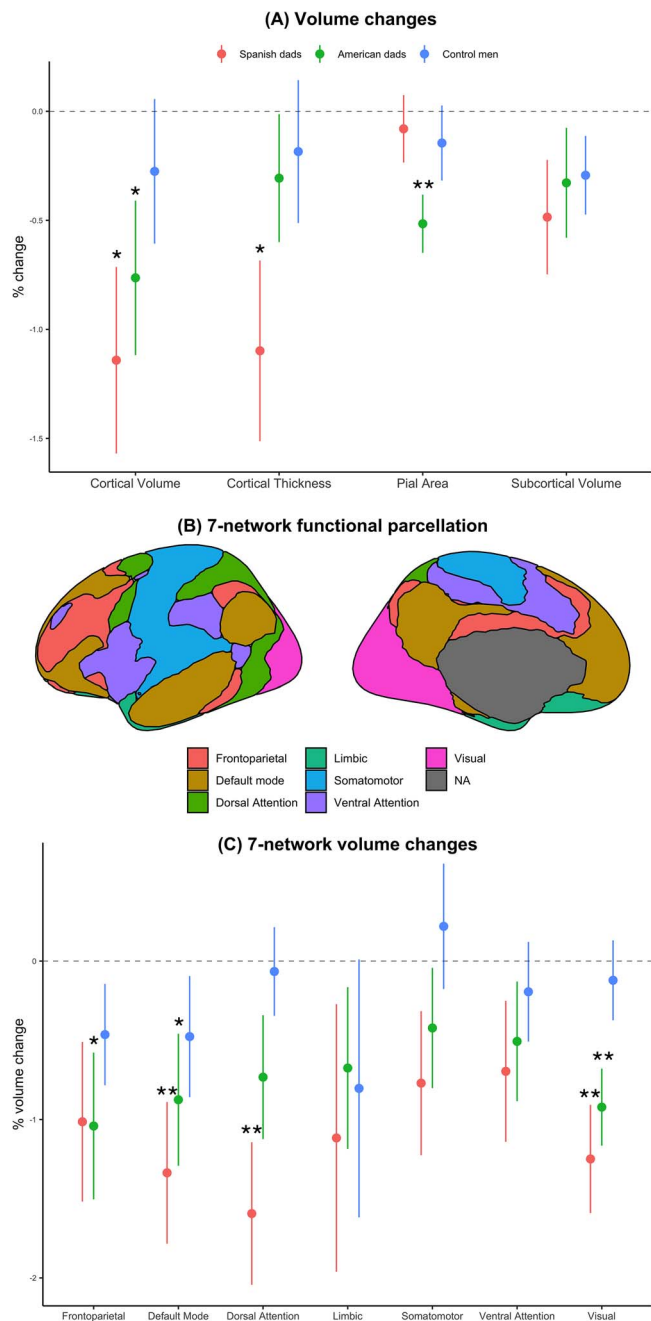 (A) Volume changes
Spanish dads American dads Control men
0.0
-0.5
-1.0
-1.5
% change
* * * **
Cortical Volume Cortical Thickness Pial Area Subcortical Volume
(B) 7-network functional parcellation
Frontoparietal Limbic Visual
Default mode Somatomotor NA
Dorsal Attention Ventral Attention
(C) 7-network volume changes
0
-1
-2
% volume change
* ** * ** ** **
Frontoparietal Default Mode Dorsal Attention Limbic Somatomotor Ventral Attention Visual